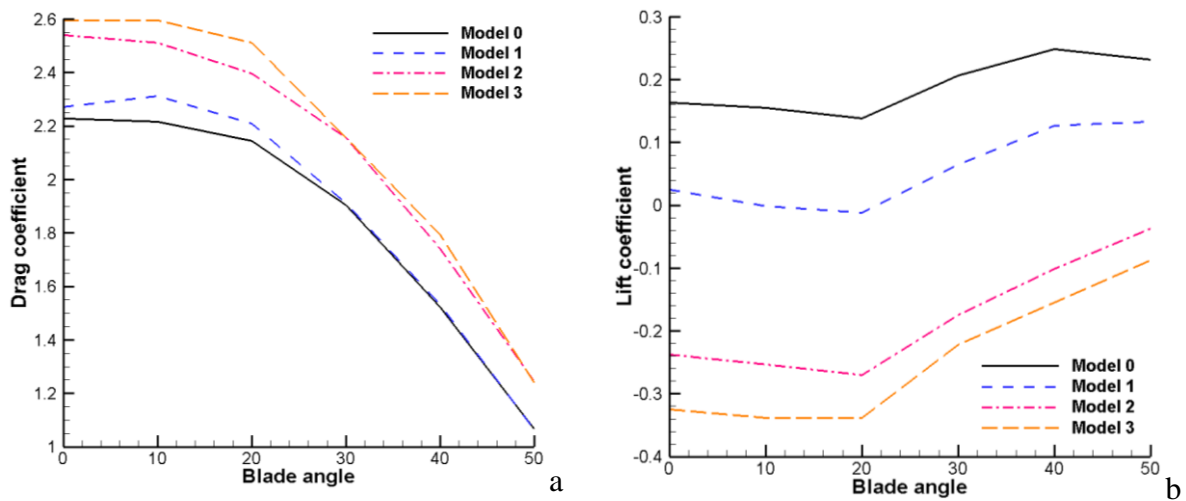 2.6
2.4
2.2
2
1.8
1.6
1.4
1.2
1
Drag coefficient
0 10 20 30 40 50
Blade angle
Model 0
Model 1
Model 2
Model 3
a
0.3
0.2
0.1
0
-0.1
-0.2
-0.3
-0.4
Lift coefficient
0 10 20 30 40 50
Blade angle
Model 0
Model 1
Model 2
Model 3
b